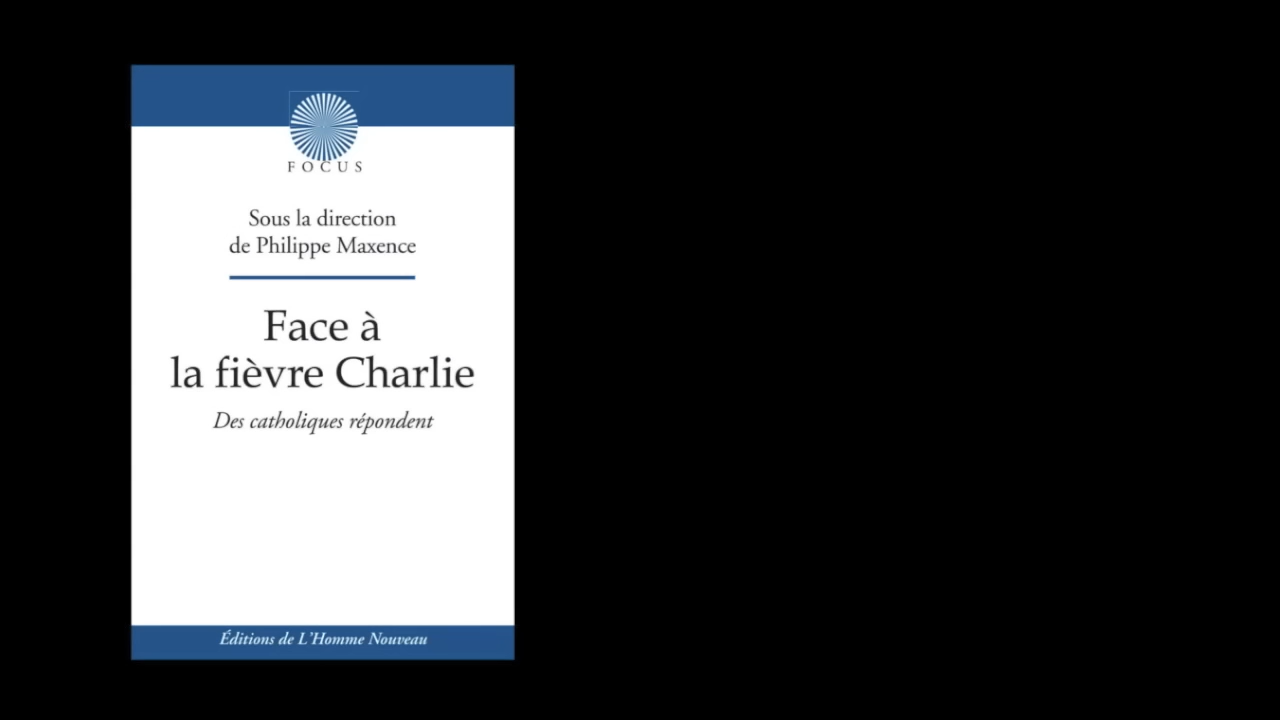 FOCUS
Sous la direction
de Philippe Maxence
Face à
la fièvre Charlie
Des catholiques répondent
Éditions de L'Homme Nouveau